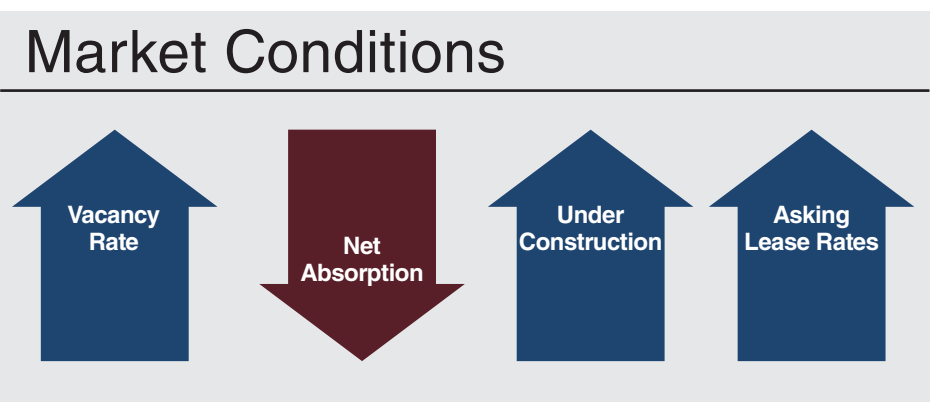 Market Conditions
Vacancy
Rate
Net
Absorption
Under
Construction
Asking
Lease Rates